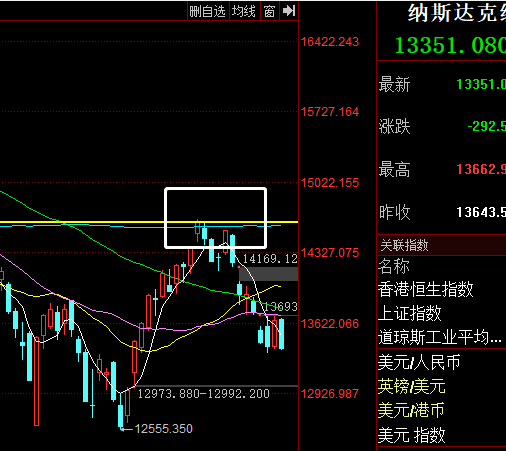 删自选 均线 窗
16422.243
15727.164
15022.155
14327.075
13622.066
12926.987
14169.12
13693
12973.880-12992.200
12555.350
纳斯达克
13351.080
最新 13351.0
涨跌 -292.5
最高 13662.9
昨收 13643.5
关联指数
名称
香港恒生指数
上证指数
道琼斯工业平均...
美元/人民币
英镑/美元
美元/港币
美元 指数